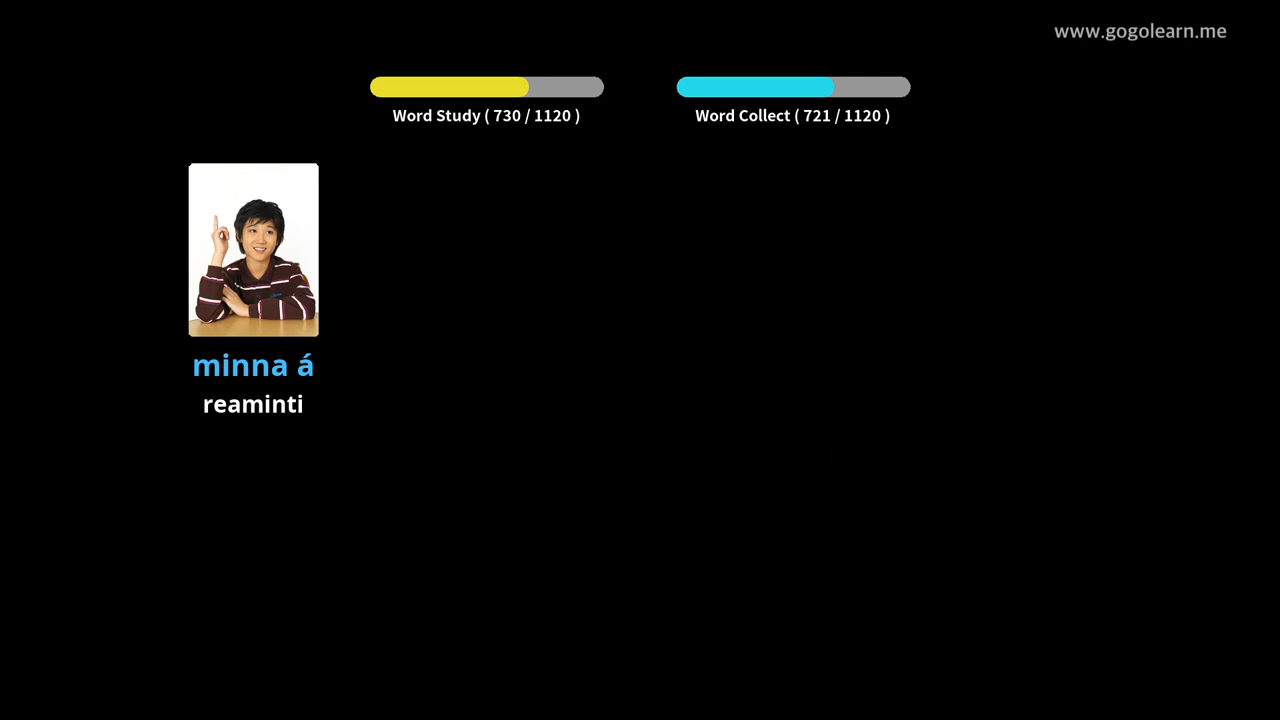 www.gogolearn.me
Word Study ( 730 / 1120 )
Word Collect ( 721 / 1120 )
minna á
reaminti